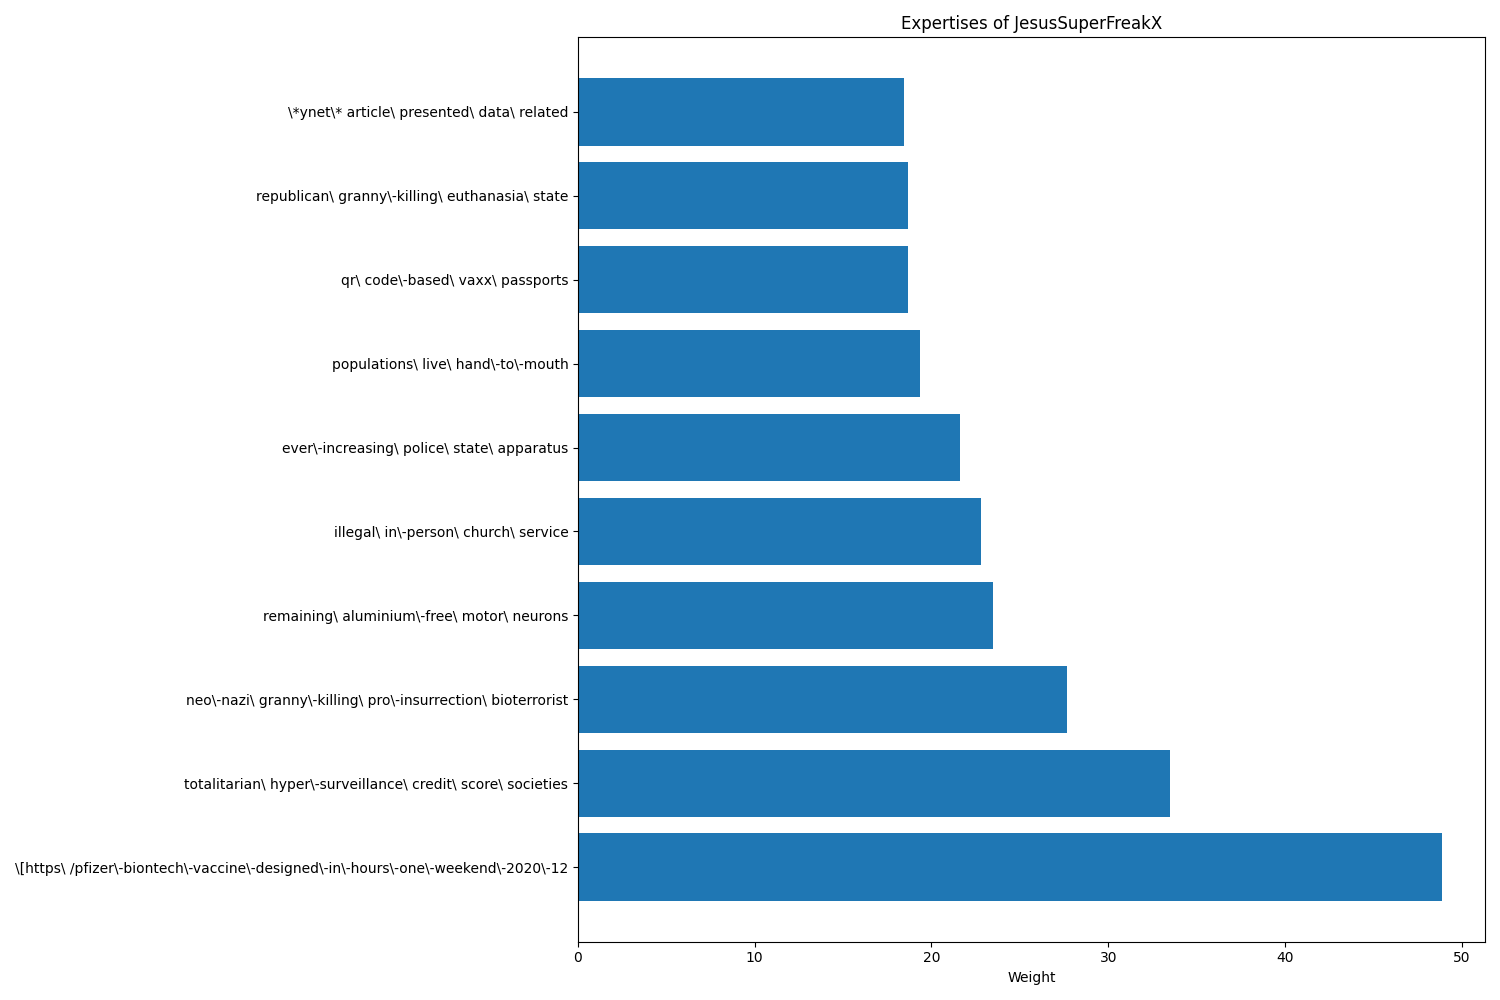 Expertises of JesusSuperFreakX
\*ynet\* article\ presented\ data\ related
republican\ granny\-killing\ euthanasia\ state
qr\ code\-based\ vaxx\ passports
populations\ live\ hand\-to\-mouth
ever\-increasing\ police\ state\ apparatus
illegal\ in\-person\ church\ service
remaining\ aluminium\-free\ motor\ neurons
neo\-nazi\ granny\-killing\ pro\-insurrection\ bioterrorist
totalitarian\ hyper\-surveillance\ credit\ score\ societies
\[https\ /pfizer\-biontech\-vaccine\-designed\-in\-hours\-one\-weekend\-2020\-12
0 10 20 30 40 50
Weight